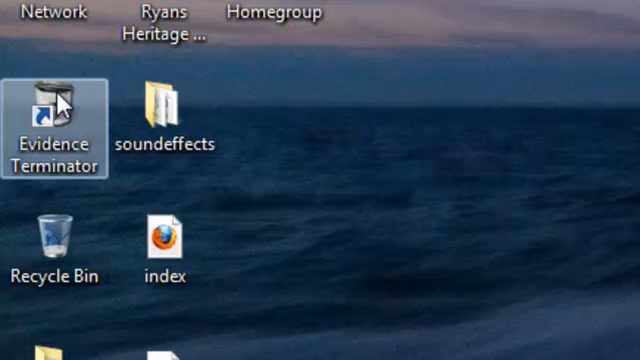 Network
Ryans
Heritage ...
Homegroup
Evidence
Terminator
soundeffects
Recycle Bin
index